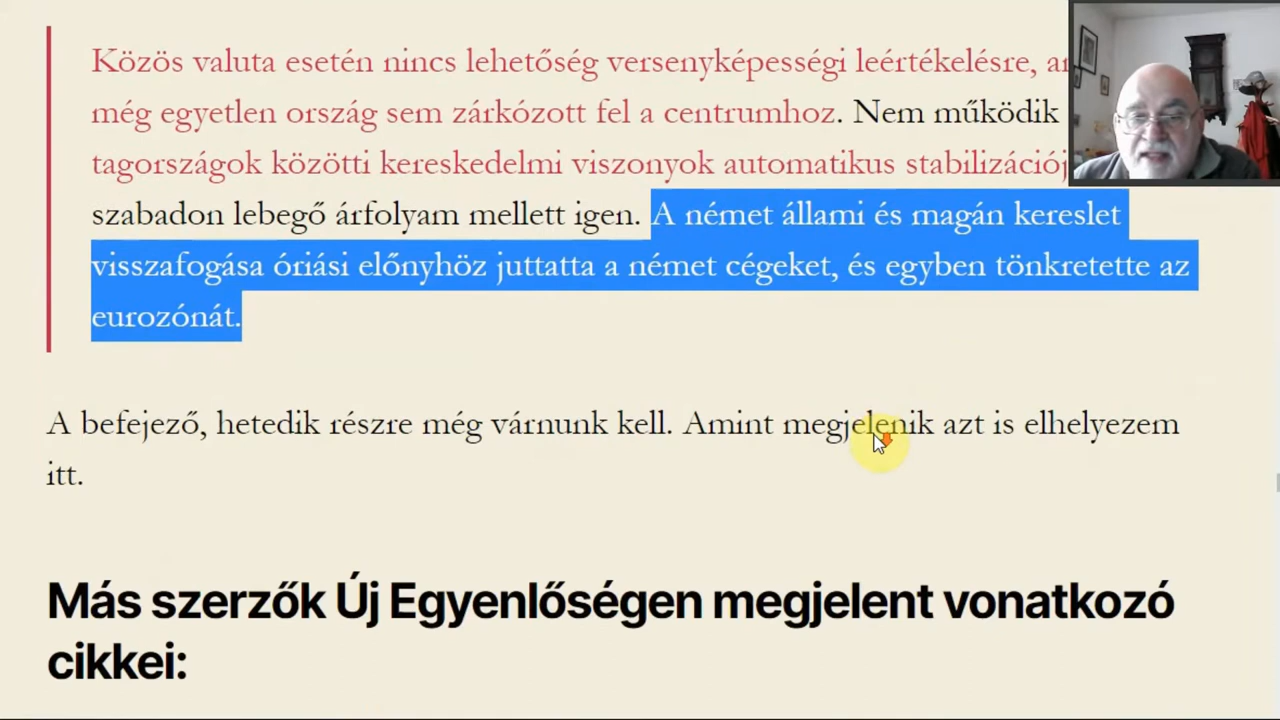 Közös valuta esetén nincs lehetőség versenyképességi leértékelésre,
még egyetlen ország sem zárkózott fel a centrumhoz. Nem működik
tagországok közötti kereskedelmi viszonyok automatikus
szabadon lebegő árfolyam mellett igen. A német állami és magán kereslet
visszafogása óriási előnyhöz juttatta a német cégeket, és egyben tönkretette az
eurozónát.
A befejező, hetedik részre még várnunk kell. Amint megjelenik azt is elhelyezem
itt.
Más szerzők Új Egyenlőségen megjelent vonatkozó
cikkei: